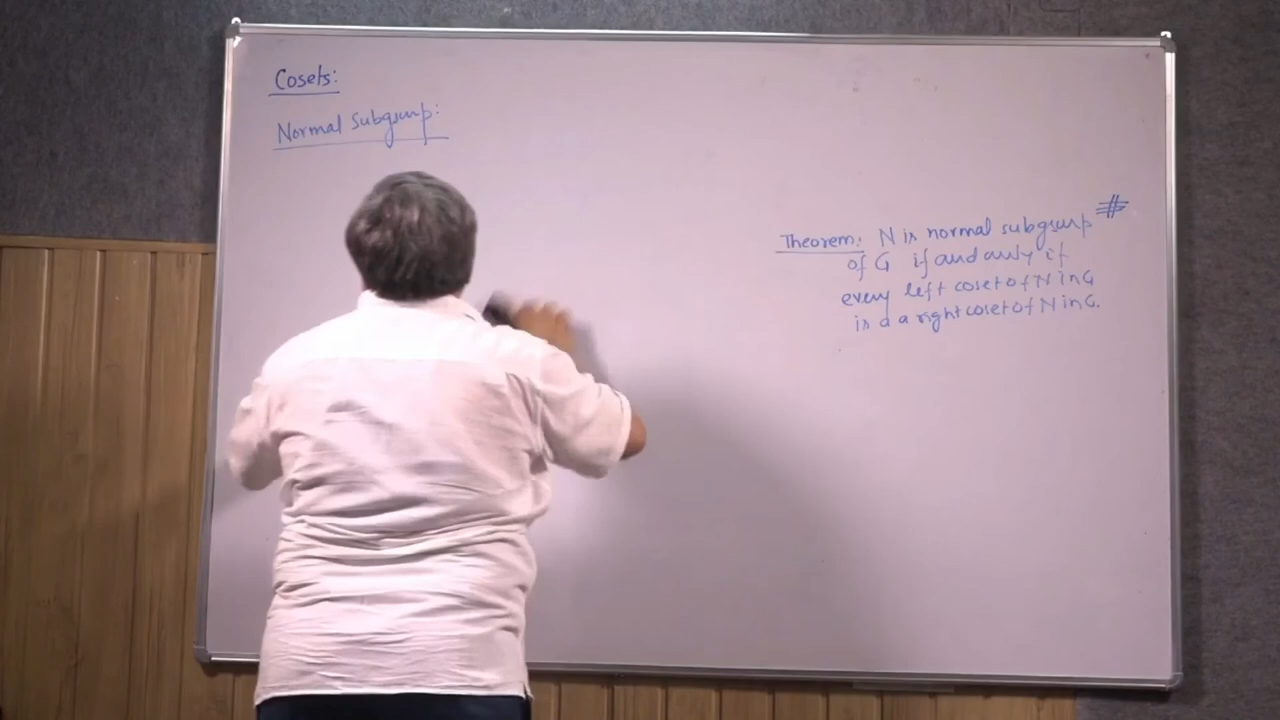 Cosets:
Normal Subgroup:
Theorem: N is normal subgroup #
of G if and only if
every left coset of N in G
is a a right coset of N in G.